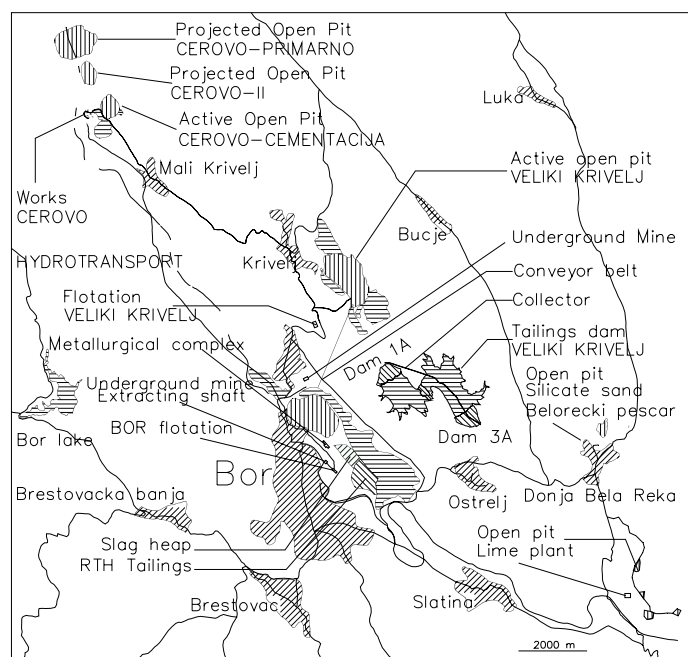 Projected Open Pit
CEROVO-PRIMARNO
Projected Open Pit
CEROVO-II
Active Open Pit
CEROVO-CEMENTACIJA
Luka
Mali Krivelj
Active open pit
VELIKI KRIVELJ
Works
CEROVO
Bucje
Underground Mine
HYDROTRANSPORT
Krivelj
Conveyor belt
Flotation
VELIKI KRIVELJ
Collector
Metallurgical complex
Dam 1A
Tailings dam
VELIKI KRIVELJ
Underground mine
Extracting shaft
Open pit
Silicate sand
Belorecki pescar
BOR flotation
Dam 3A
Bor lake
Bor
Brestovacka banja
Ostrelj
Donja Bela Reka
Slag heap
RTH Tailings
Open pit
Lime plant
Brestovac
Slatina
2000 m